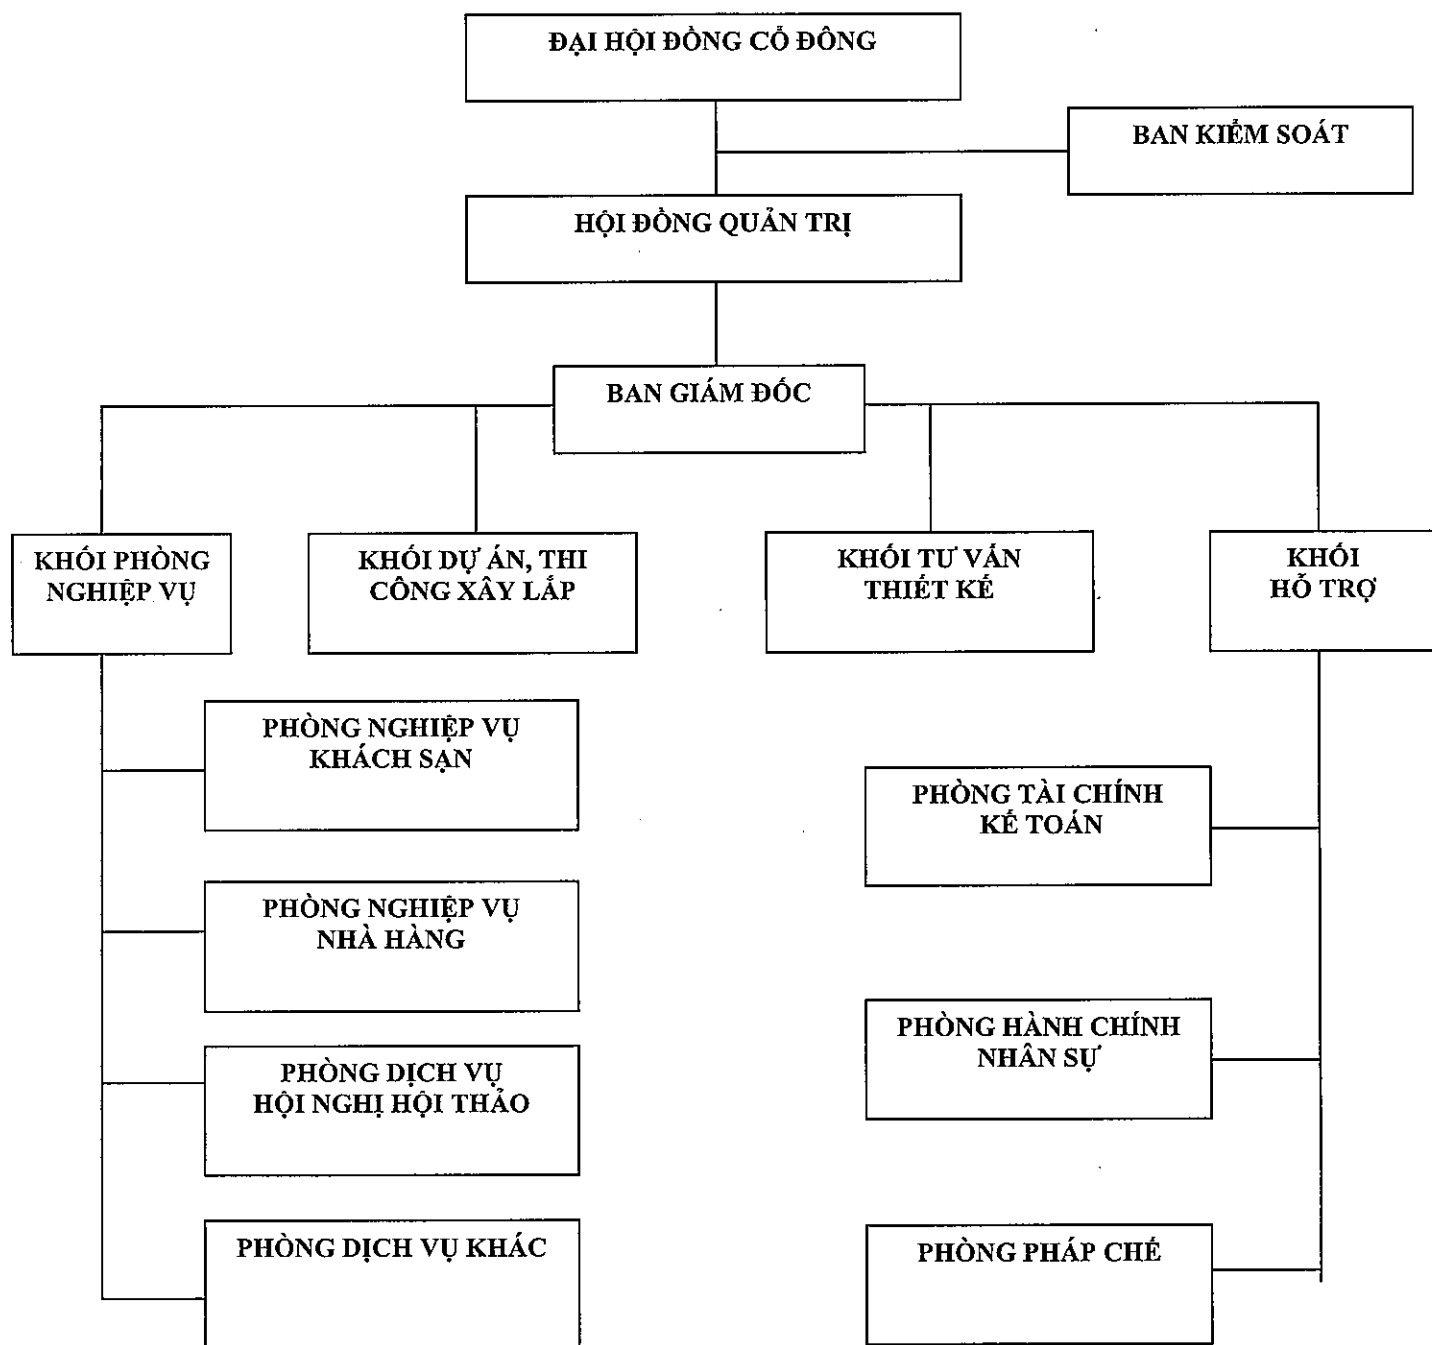 ĐẠI HỘI ĐỒNG CỔ ĐÔNG
BAN KIỂM SOÁT
HỘI ĐỒNG QUẢN TRỊ
BAN GIÁM ĐỐC
KHỐI PHÒNG
NGHIỆP VỤ
KHỐI DỰ ÁN, THI
CÔNG XÂY LẮP
KHỐI TƯ VẤN
THIẾT KẾ
KHỐI
HỖ TRỢ
PHÒNG NGHIỆP VỤ
KHÁCH SẠN
PHÒNG TÀI CHÍNH
KẾ TOÁN
PHÒNG NGHIỆP VỤ
NHÀ HÀNG
PHÒNG HÀNH CHÍNH
NHÂN SỰ
PHÒNG DỊCH VỤ
HỘI NGHỊ HỘI THẢO
PHÒNG DỊCH VỤ KHÁC
PHÒNG PHÁP CHẾ